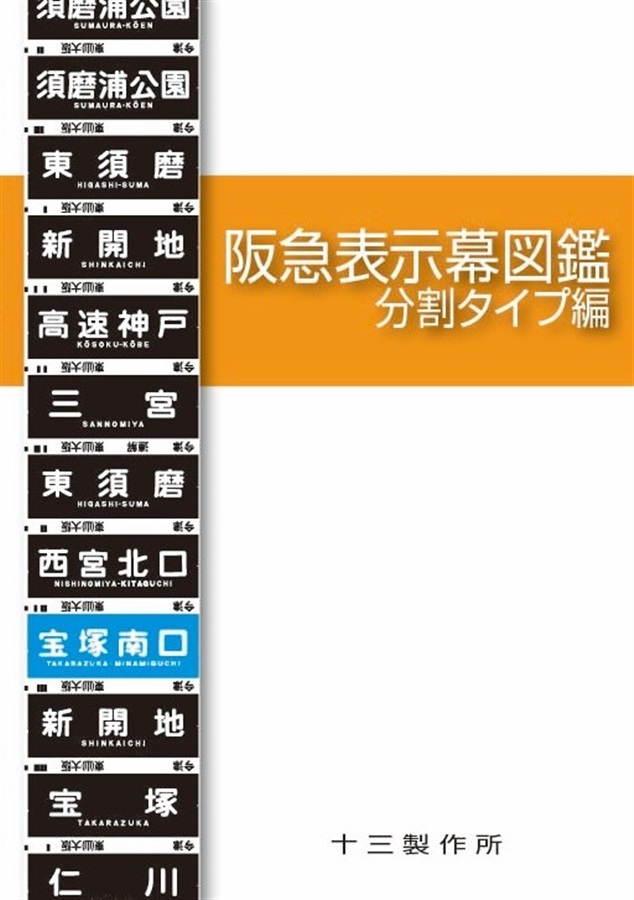 須磨浦公園
SUMAURA-KŌEN
須磨浦公園
SUMAURA-KŌEN
東須磨
HIGASHI-SUMA
新開地
SHINKAICHI
高速神戸
KŌSOKU-KŌBE
三宮
SANNOMIYA
東須磨
HIGASHI-SUMA
西宮北口
NISHINOMIYA-KITAGUCHI
宝塚南口
TAKARAZUKA-MINAMIGUCHI
新開地
SHINKAICHI
宝塚
TAKARAZUKA
仁川
阪急表示幕図鑑
分割タイプ編
十三製作所